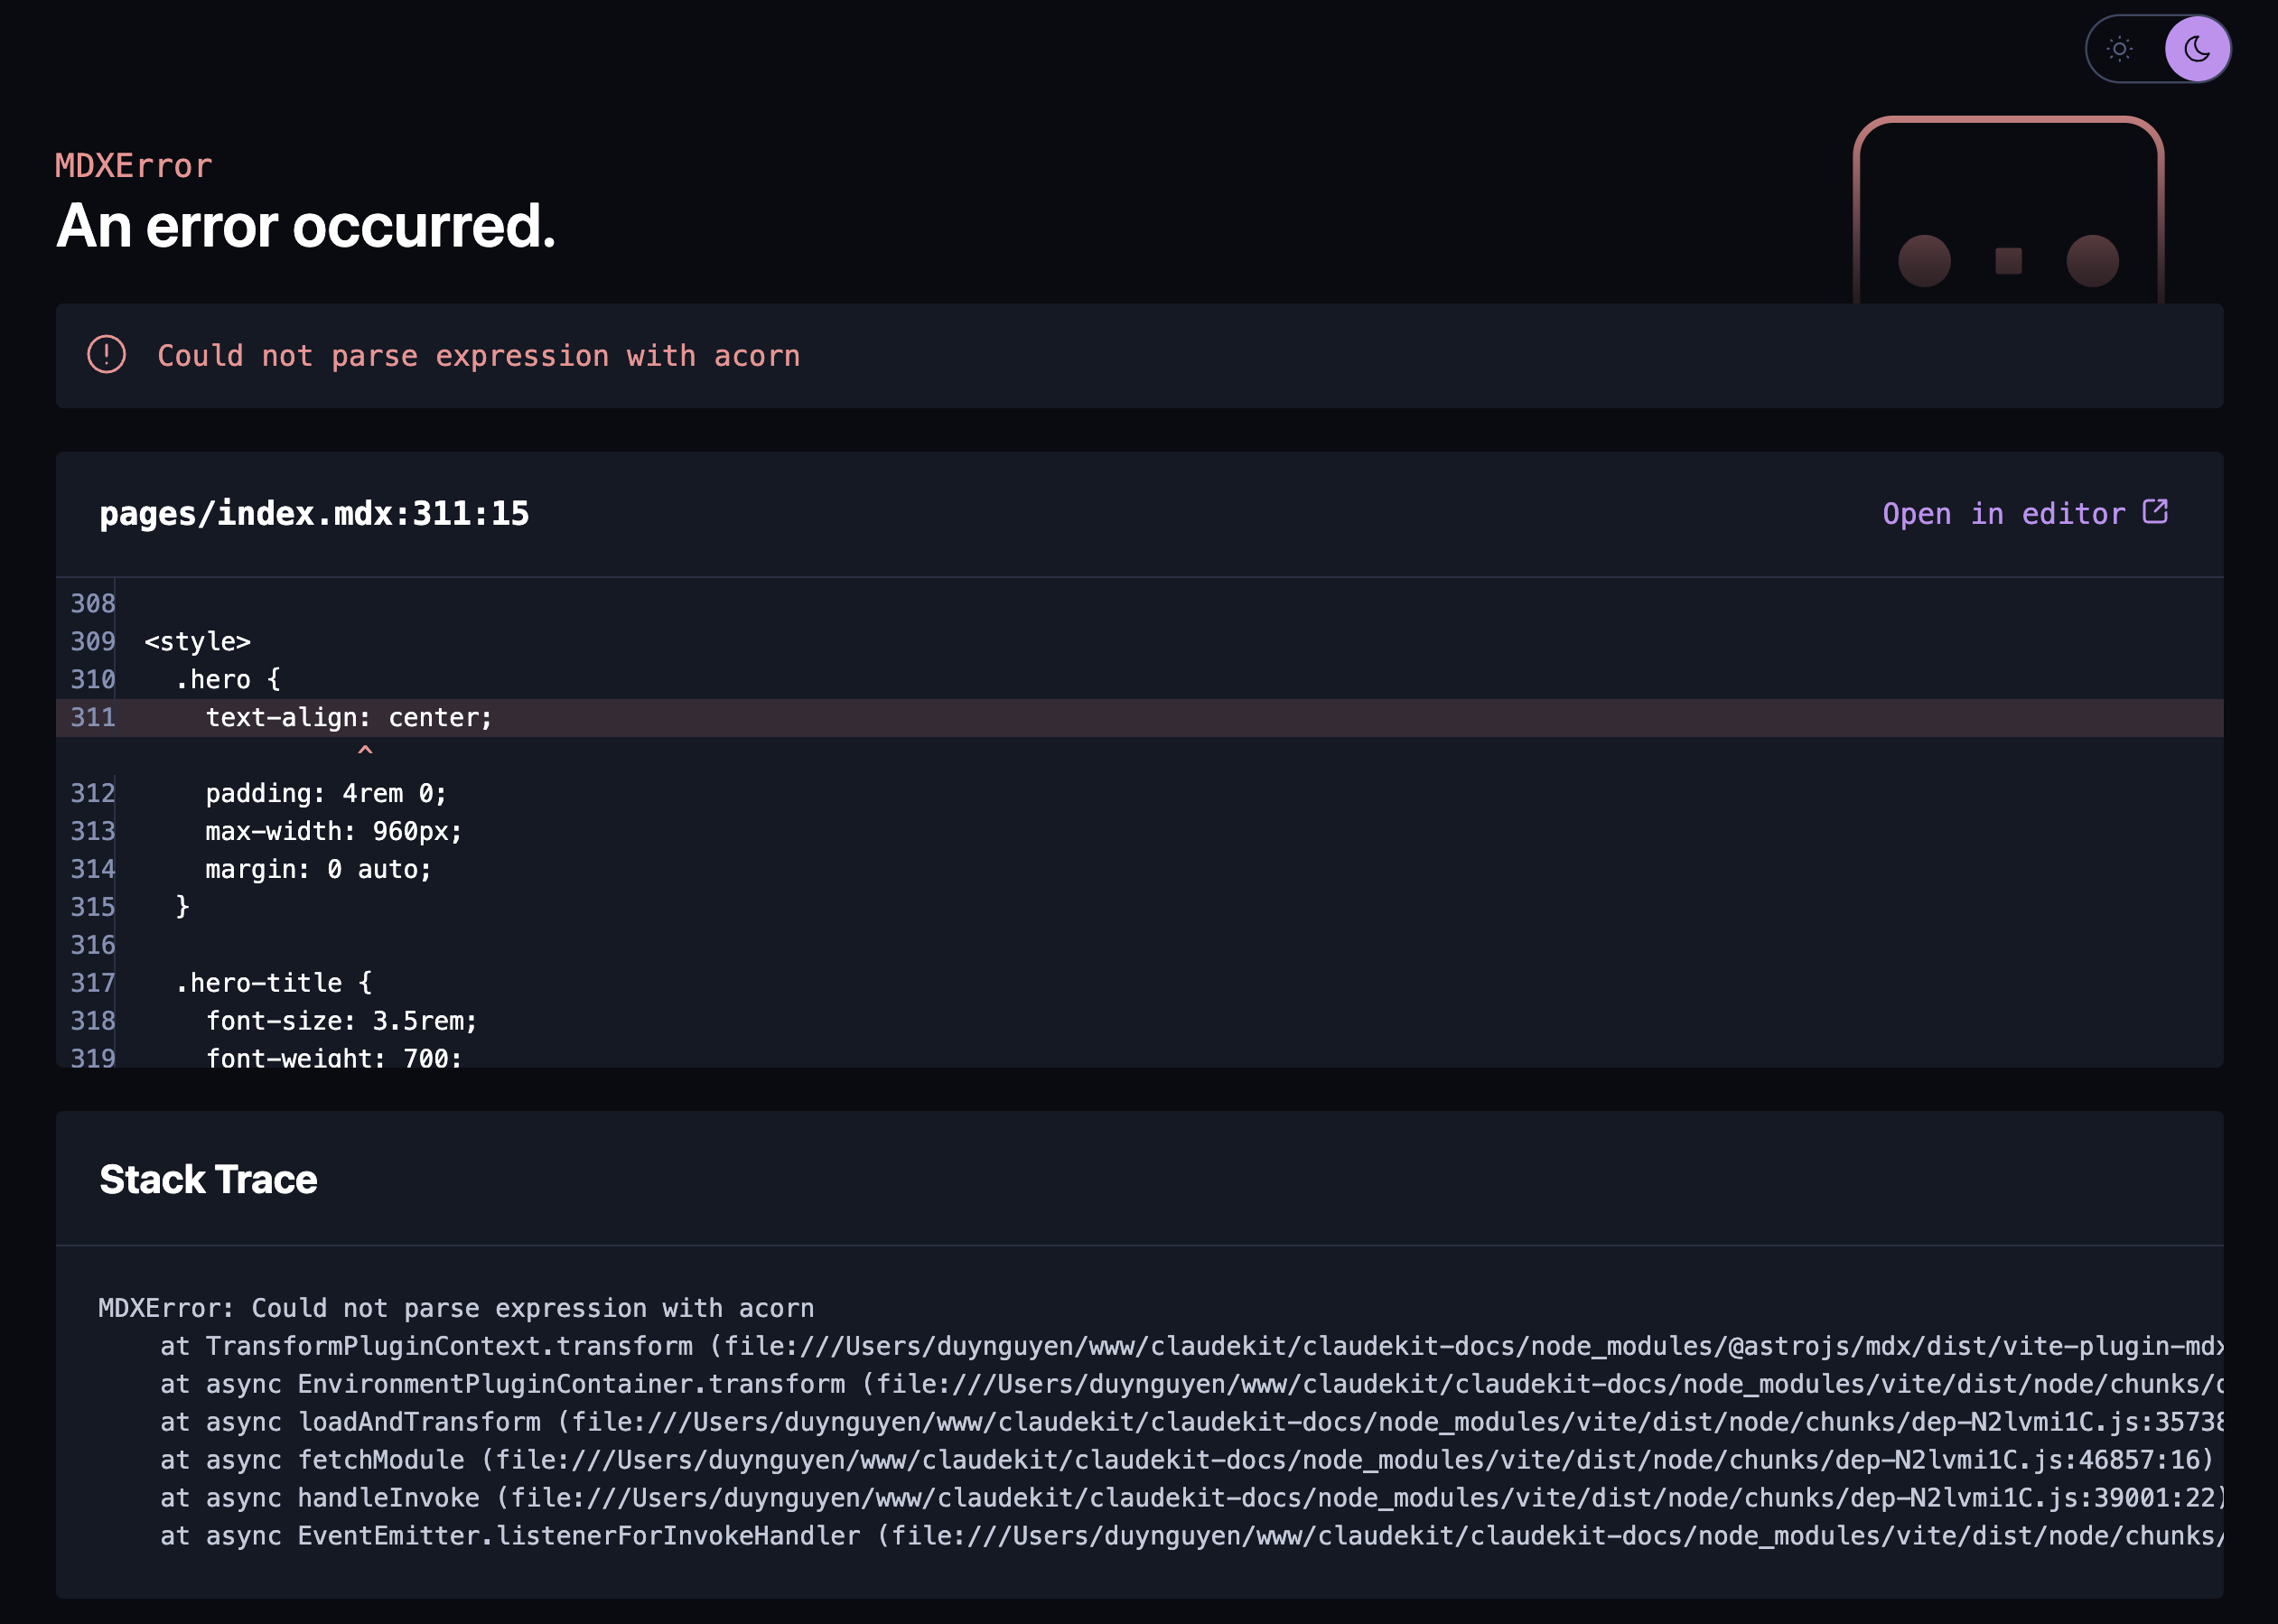 MDXError
An error occurred.
Could not parse expression with acorn
pages/index.mdx:311:15
Open in editor
308
309 <style>
310   .hero {
311     text-align: center;
              ^
312     padding: 4rem 0;
313     max-width: 960px;
314     margin: 0 auto;
315   }
316
317   .hero-title {
318     font-size: 3.5rem;
319     font-weight: 700;
Stack Trace
MDXError: Could not parse expression with acorn
    at TransformPluginContext.transform (file:///Users/duynguyen/www/claudekit/claudekit-docs/node_modules/@astrojs/mdx/dist/vite-plugin-mdx
    at async EnvironmentPluginContainer.transform (file:///Users/duynguyen/www/claudekit/claudekit-docs/node_modules/vite/dist/node/chunks/
    at async loadAndTransform (file:///Users/duynguyen/www/claudekit/claudekit-docs/node_modules/vite/dist/node/chunks/dep-N2lvmi1C.js:35738
    at async fetchModule (file:///Users/duynguyen/www/claudekit/claudekit-docs/node_modules/vite/dist/node/chunks/dep-N2lvmi1C.js:46857:16)
    at async handleInvoke (file:///Users/duynguyen/www/claudekit/claudekit-docs/node_modules/vite/dist/node/chunks/dep-N2lvmi1C.js:39001:22)
    at async EventEmitter.listenerForInvokeHandler (file:///Users/duynguyen/www/claudekit/claudekit-docs/node_modules/vite/dist/node/chunks/